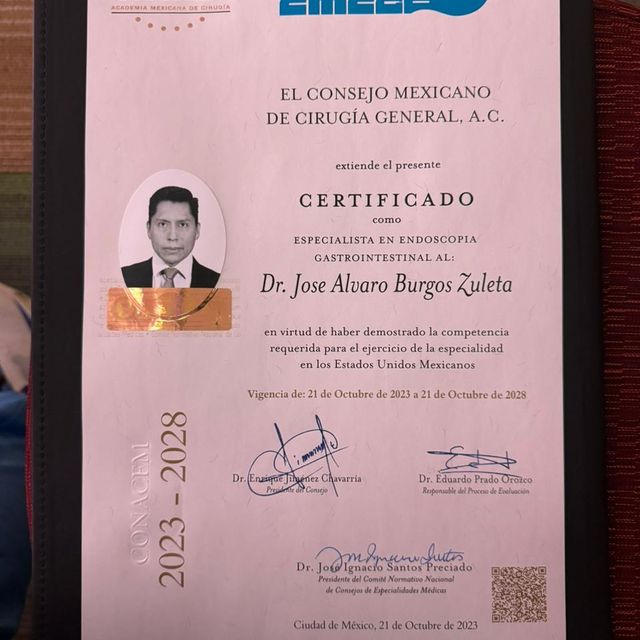 ACADEMIA MEXICANA DE CIRUGÍA
EL CONSEJO MEXICANO
DE CIRUGÍA GENERAL, A.C.
extiende el presente
CERTIFICADO
como
ESPECIALISTA EN ENDOSCOPIA
GASTROINTESTINAL AL:
Dr. Jose Alvaro Burgos Zuleta
en virtud de haber demostrado la competencia
requerida para el ejercicio de la especialidad
en los Estados Unidos Mexicanos
Vigencia de: 21 de Octubre de 2023 a 21 de Octubre de 2028
CONACEM
2023 - 2028
Dr. Enrique Jiménez Chavarría
Presidente del Consejo
Dr. Eduardo Prado Orozco
Responsable del Proceso de Evaluación
Dr. José Ignacio Santos Preciado
Presidente del Comité Normativo Nacional
de Consejos de Especialidades Médicas
Ciudad de México, 21 de Octubre de 2023